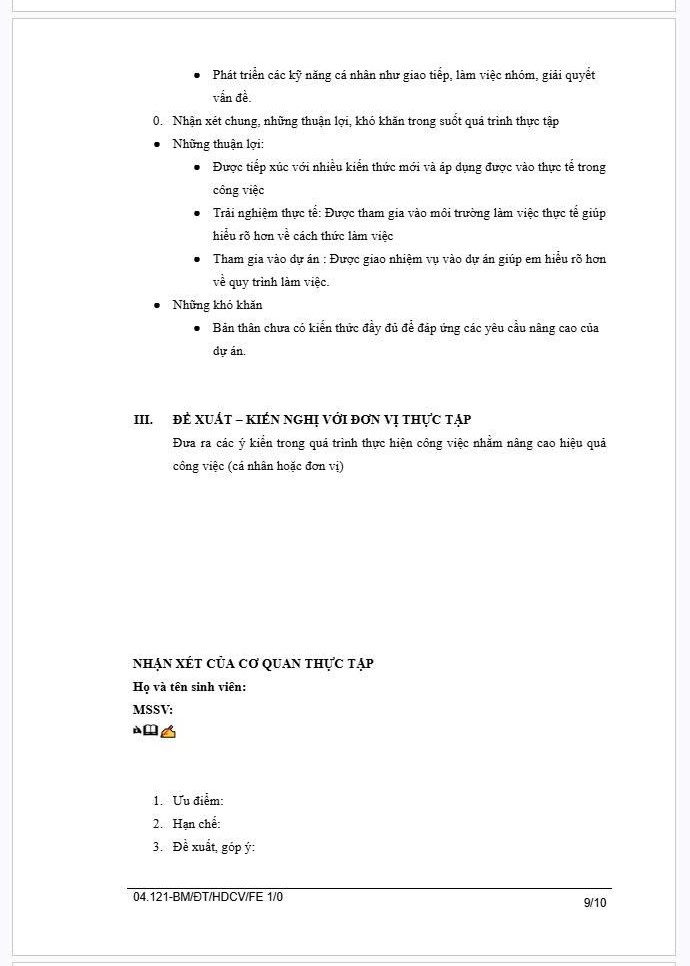 ● Phát triển các kỹ năng cá nhân như giao tiếp, làm việc nhóm, giải quyết
vấn đề.
0. Nhận xét chung, những thuận lợi, khó khăn trong suốt quá trình thực tập
● Những thuận lợi:
● Được tiếp xúc với nhiều kiến thức mới và áp dụng được vào thực tế trong
công việc
● Trải nghiệm thực tế: Được tham gia vào môi trường làm việc thực tế giúp
hiểu rõ hơn về cách thức làm việc
● Tham gia vào dự án : Được giao nhiệm vụ vào dự án giúp em hiểu rõ hơn
về quy trình làm việc.
● Những khó khăn
● Bản thân chưa có kiến thức đầy đủ để đáp ứng các yêu cầu nâng cao của
dự án.
III. ĐỀ XUẤT – KIẾN NGHỊ VỚI ĐƠN VỊ THỰC TẬP
Đưa ra các ý kiến trong quá trình thực hiện công việc nhằm nâng cao hiệu quả
công việc (cá nhân hoặc đơn vị)
NHẬN XÉT CỦA CƠ QUAN THỰC TẬP
Họ và tên sinh viên:
MSSV:
1. Ưu điểm:
2. Hạn chế:
3. Đề xuất, góp ý:
04.121-BM/ĐT/HDCV/FE 1/0
9/10